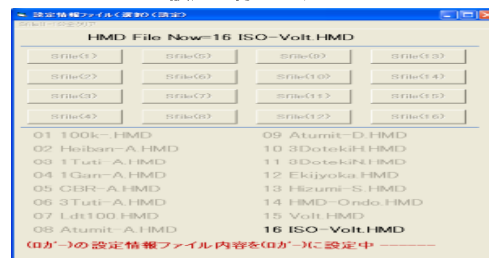 設定情報ファイル(選択)(設定)
HMD File Now=16 ISO-Volt.HMD
Sfile(1) Sfile(5) Sfile(9) Sfile(13)
Sfile(2) Sfile(6) Sfile(10) Sfile(14)
Sfile(3) Sfile(7) Sfile(11) Sfile(15)
Sfile(4) Sfile(8) Sfile(12) Sfile(16)
01 100k-.HMD 09 Atumit-D.HMD
02 Heiban-A.HMD 10 3DotekiH.HMD
03 1Tuti-A.HMD 11 3DotekiN.HMD
04 1Gan-A.HMD 12 Ekijyoka.HMD
05 CBR-A.HMD 13 Hizumi-S.HMD
06 3Tuti-A.HMD 14 HMD-Ondo.HMD
07 Ldt100.HMD 15 Volt.HMD
08 Atumit-A.HMD 16 ISO-Volt.HMD
(ロガー)の設定情報ファイル内容を(ロガー)に設定中 ------